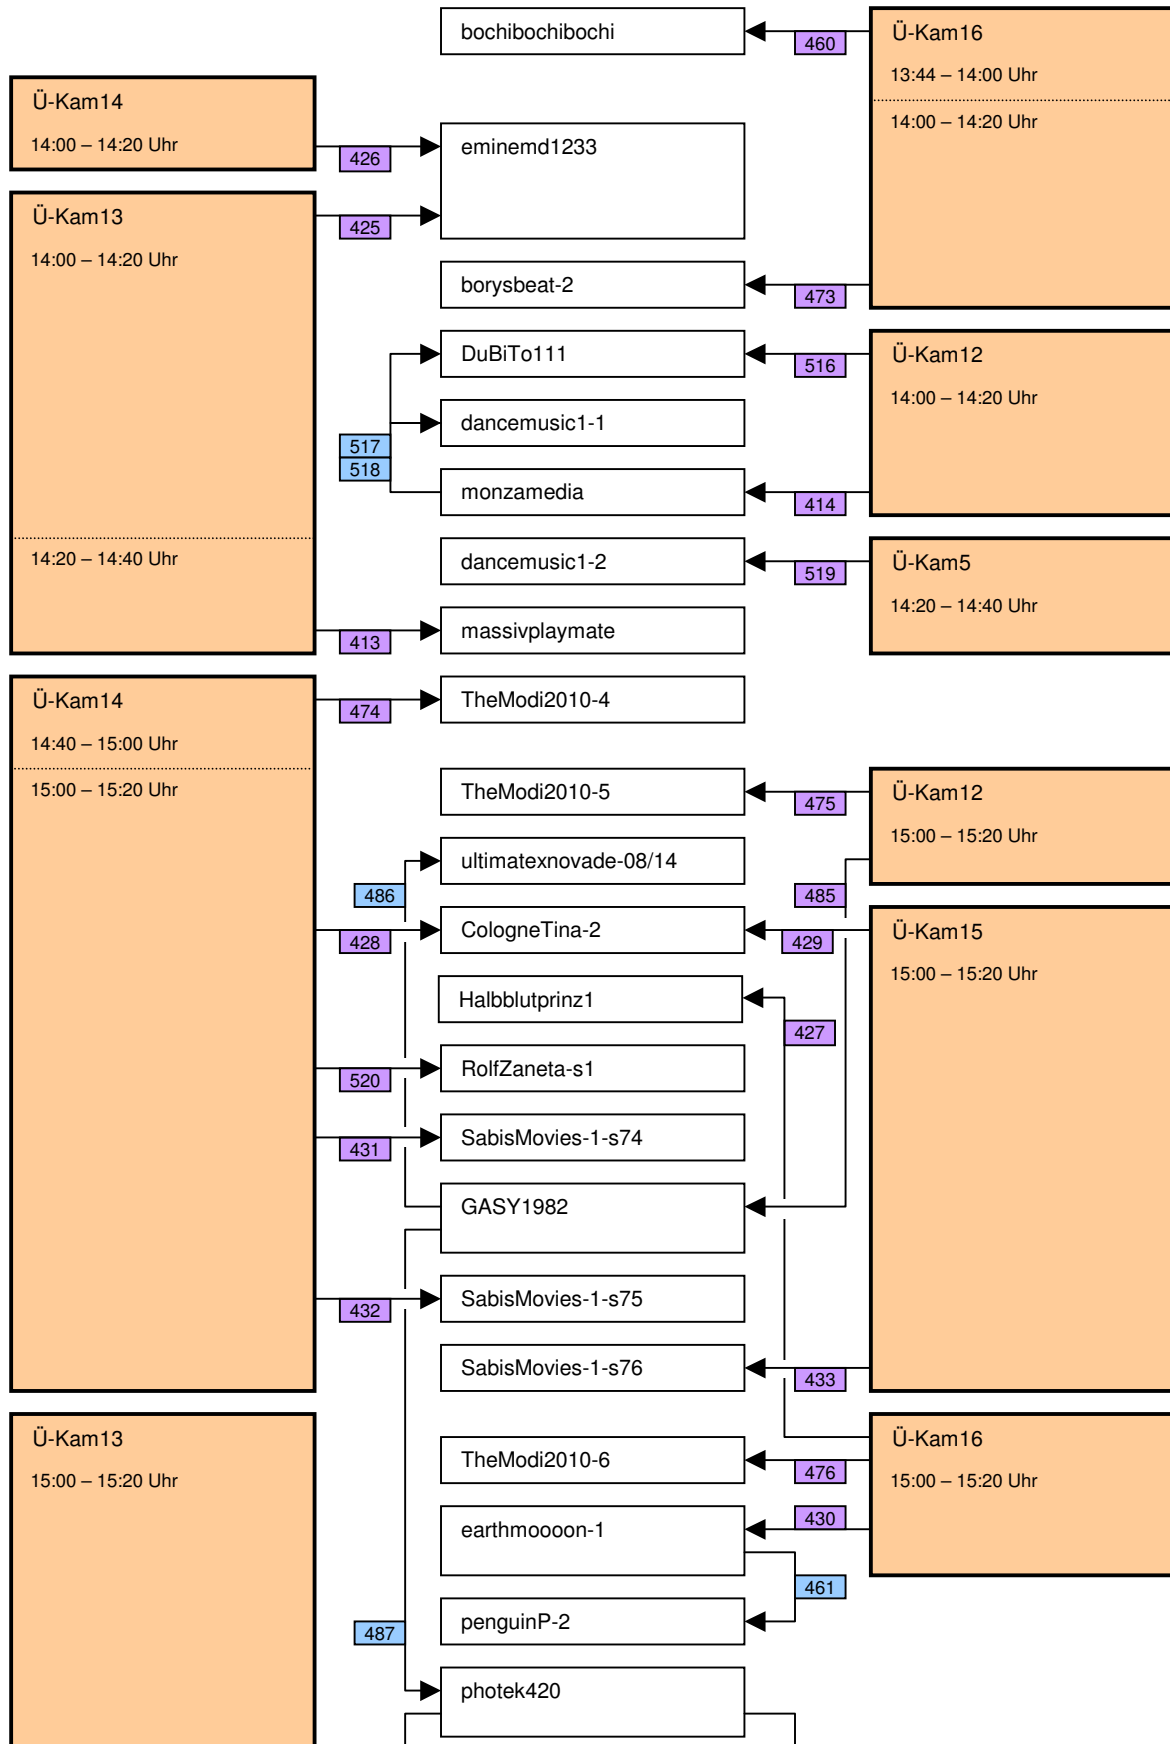 bochibochibochi
460
Ü-Kam16
13:44 – 14:00 Uhr
14:00 – 14:20 Uhr
Ü-Kam14
14:00 – 14:20 Uhr
426
eminemd1233
Ü-Kam13
14:00 – 14:20 Uhr
425
borysbeat-2
473
DuBiTo111
516
Ü-Kam12
14:00 – 14:20 Uhr
dancemusic1-1
517
518
monzamedia
414
14:20 – 14:40 Uhr
dancemusic1-2
519
Ü-Kam5
14:20 – 14:40 Uhr
413
massivplaymate
Ü-Kam14
14:40 – 15:00 Uhr
15:00 – 15:20 Uhr
474
TheModi2010-4
TheModi2010-5
475
Ü-Kam12
15:00 – 15:20 Uhr
ultimatexnovade-08/14
486
485
428
CologneTina-2
429
Ü-Kam15
15:00 – 15:20 Uhr
Halbblutprinz1
427
520
RolfZaneta-s1
431
SabisMovies-1-s74
GASY1982
432
SabisMovies-1-s75
SabisMovies-1-s76
433
Ü-Kam13
15:00 – 15:20 Uhr
TheModi2010-6
476
Ü-Kam16
15:00 – 15:20 Uhr
earthmoooon-1
430
461
penguinP-2
487
photek420